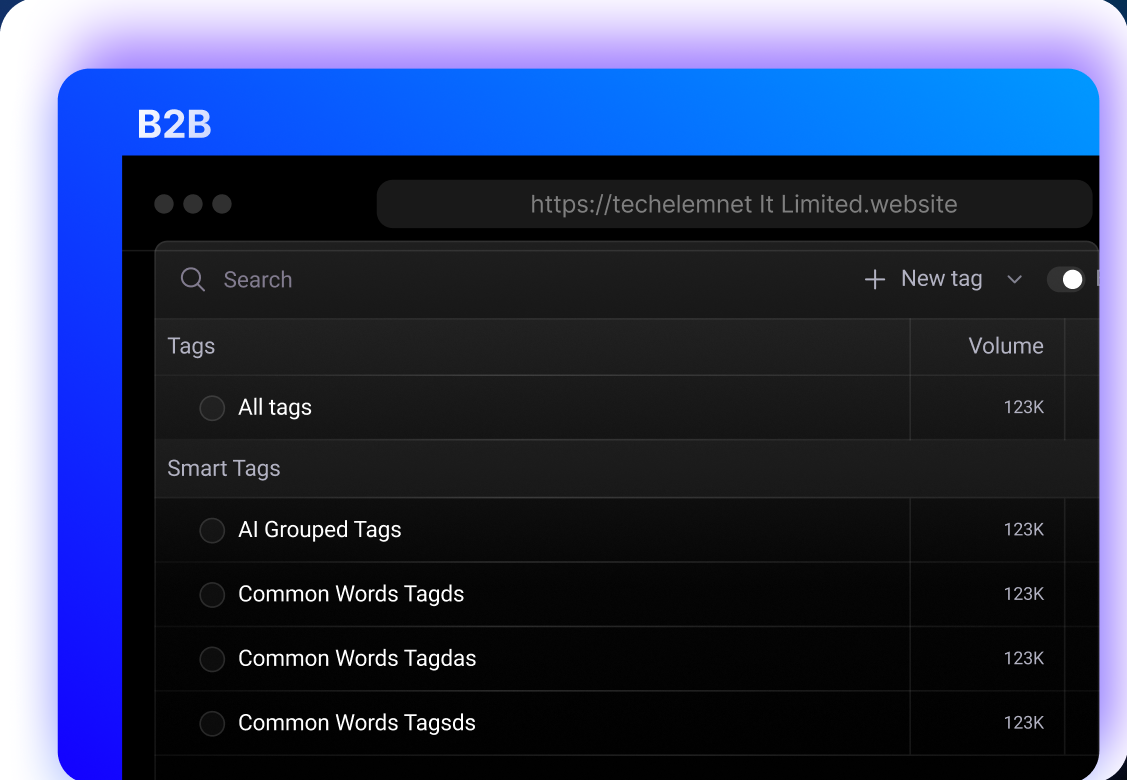 B2B
https://techelemnet It Limited.website
Search
New tag
Tags
Volume
All tags
123K
Smart Tags
AI Grouped Tags
123K
Common Words Tagds
123K
Common Words Tagdas
123K
Common Words Tagsds
123K